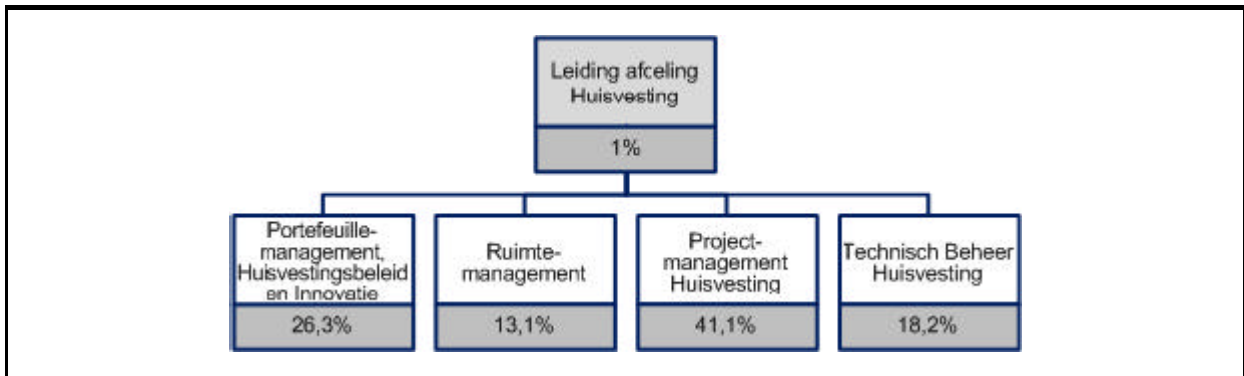 Leiding afceling
Huisvesting
1%
Portefeuille-
management,
Huisvestingsbeleid
en Innovatie
26,3%
Ruimte-
management
13,1%
Project-
management
Huisvesting
41,1%
Technisch Beheer
Huisvesting
18,2%